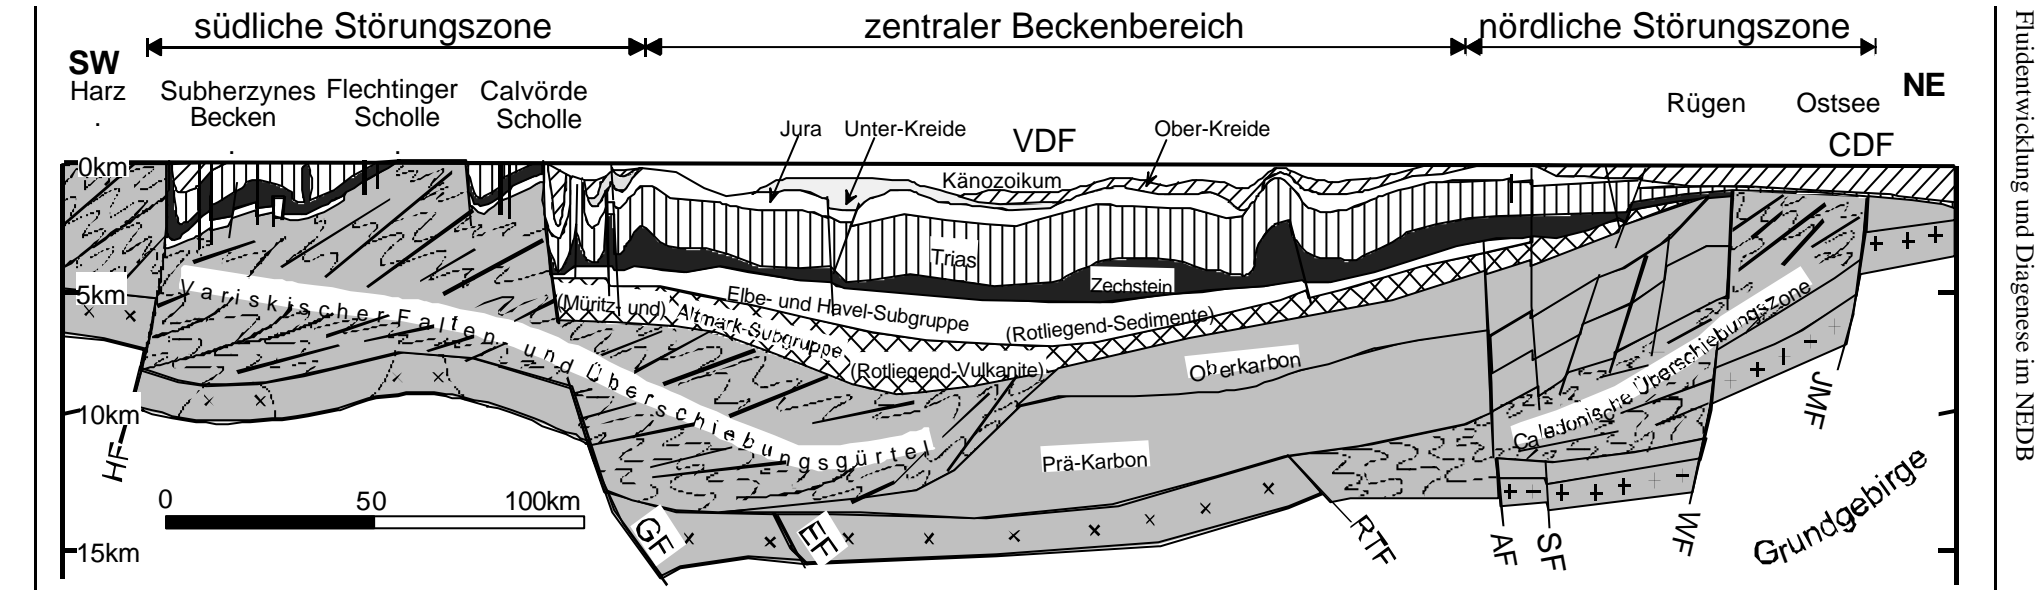 südliche Störungszone
zentraler Beckenbereich
nördliche Störungszone
SW
NE
Harz
Subherzynes
Becken
Flechtinger
Scholle
Calvörde
Scholle
Rügen
Ostsee
Jura
Unter-Kreide
VDF
Ober-Kreide
CDF
0km
Känozoikum
Trias
Zechstein
5km
Variskischer Falten- und Überschiebungsgürtel
(Müritz- und) Altmark-Subgruppe
Elbe- und Havel-Subgruppe
(Rotliegend-Sedimente)
(Rotliegend-Vulkanite)
Oberkarbon
Caledonische Überschiebungszone
10km
Prä-Karbon
HF
JMF
0 50 100km
15km
GF
EF
RTF
AF
SF
WF
Grundgebirge
Fluidentwicklung und Diagenese im NEDB